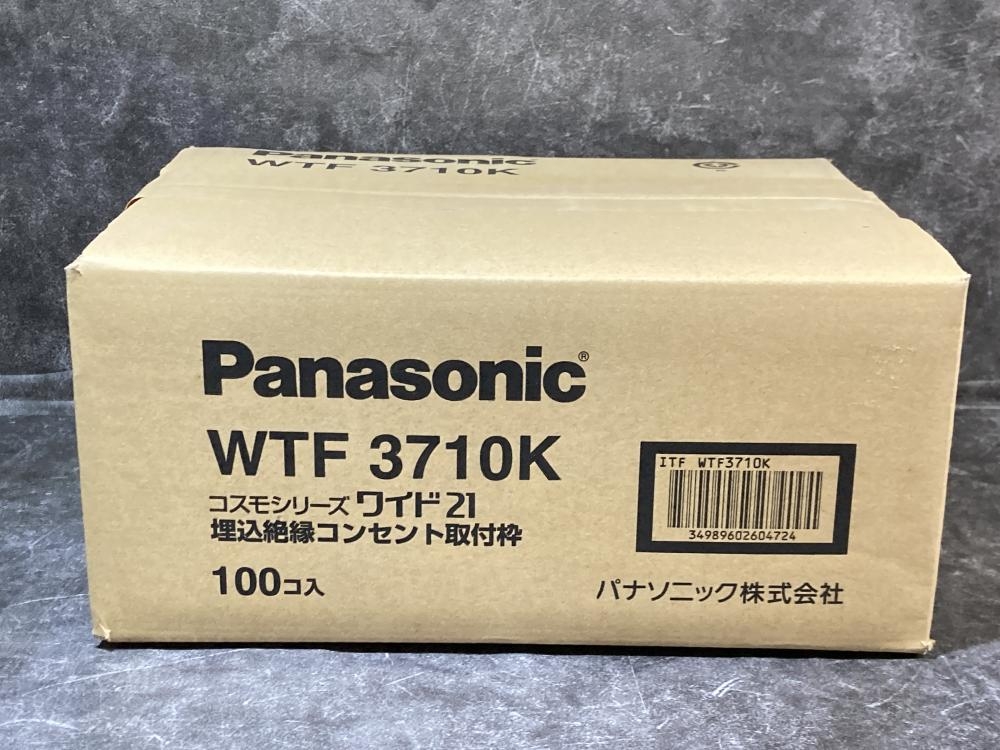 Panasonic
WTF 3710K
Panasonic®
WTF 3710K
コスモシリーズ ワイド21
埋込絶縁コンセント取付枠
100コ入
ITF WTF3710K
34989602604724
パナソニック株式会社